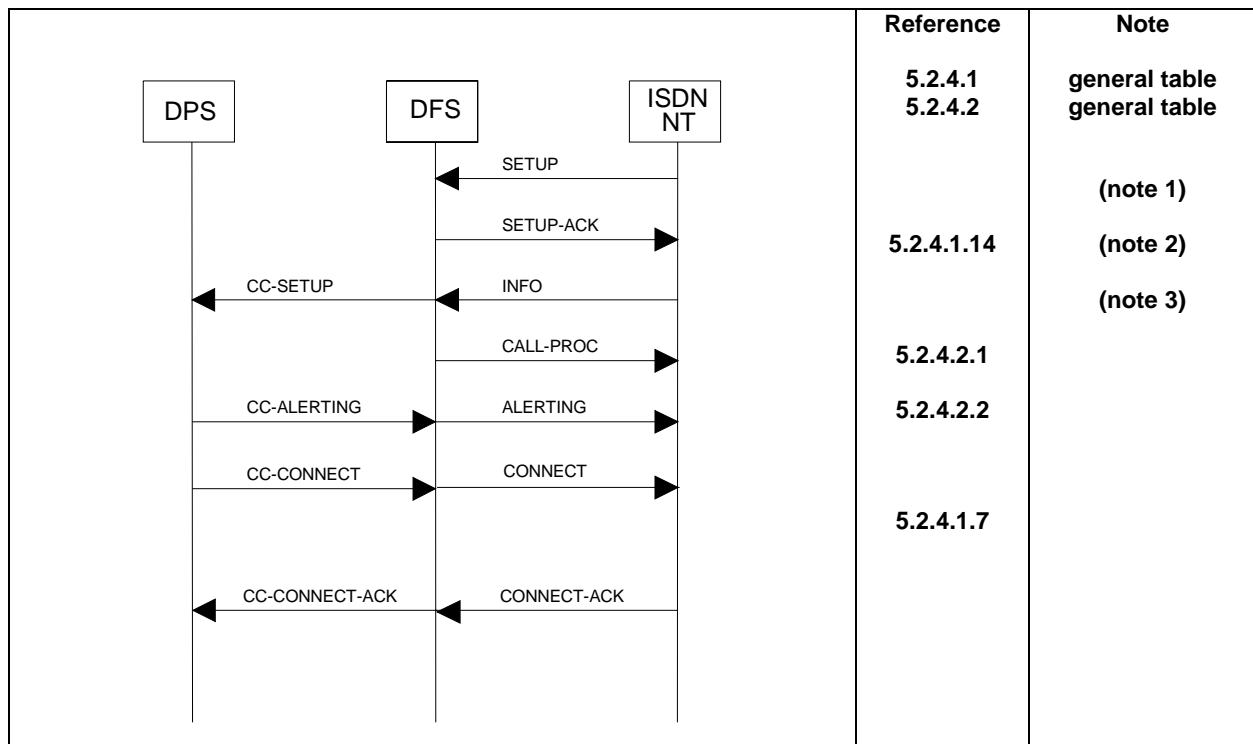 Reference Note
5.2.4.1 general table
5.2.4.2 general table
DPS DFS ISDN
NT
SETUP
(note 1)
SETUP-ACK
5.2.4.1.14 (note 2)
CC-SETUP INFO
(note 3)
CALL-PROC
5.2.4.2.1
CC-ALERTING ALERTING
5.2.4.2.2
CC-CONNECT CONNECT
5.2.4.1.7
CC-CONNECT-ACK CONNECT-ACK